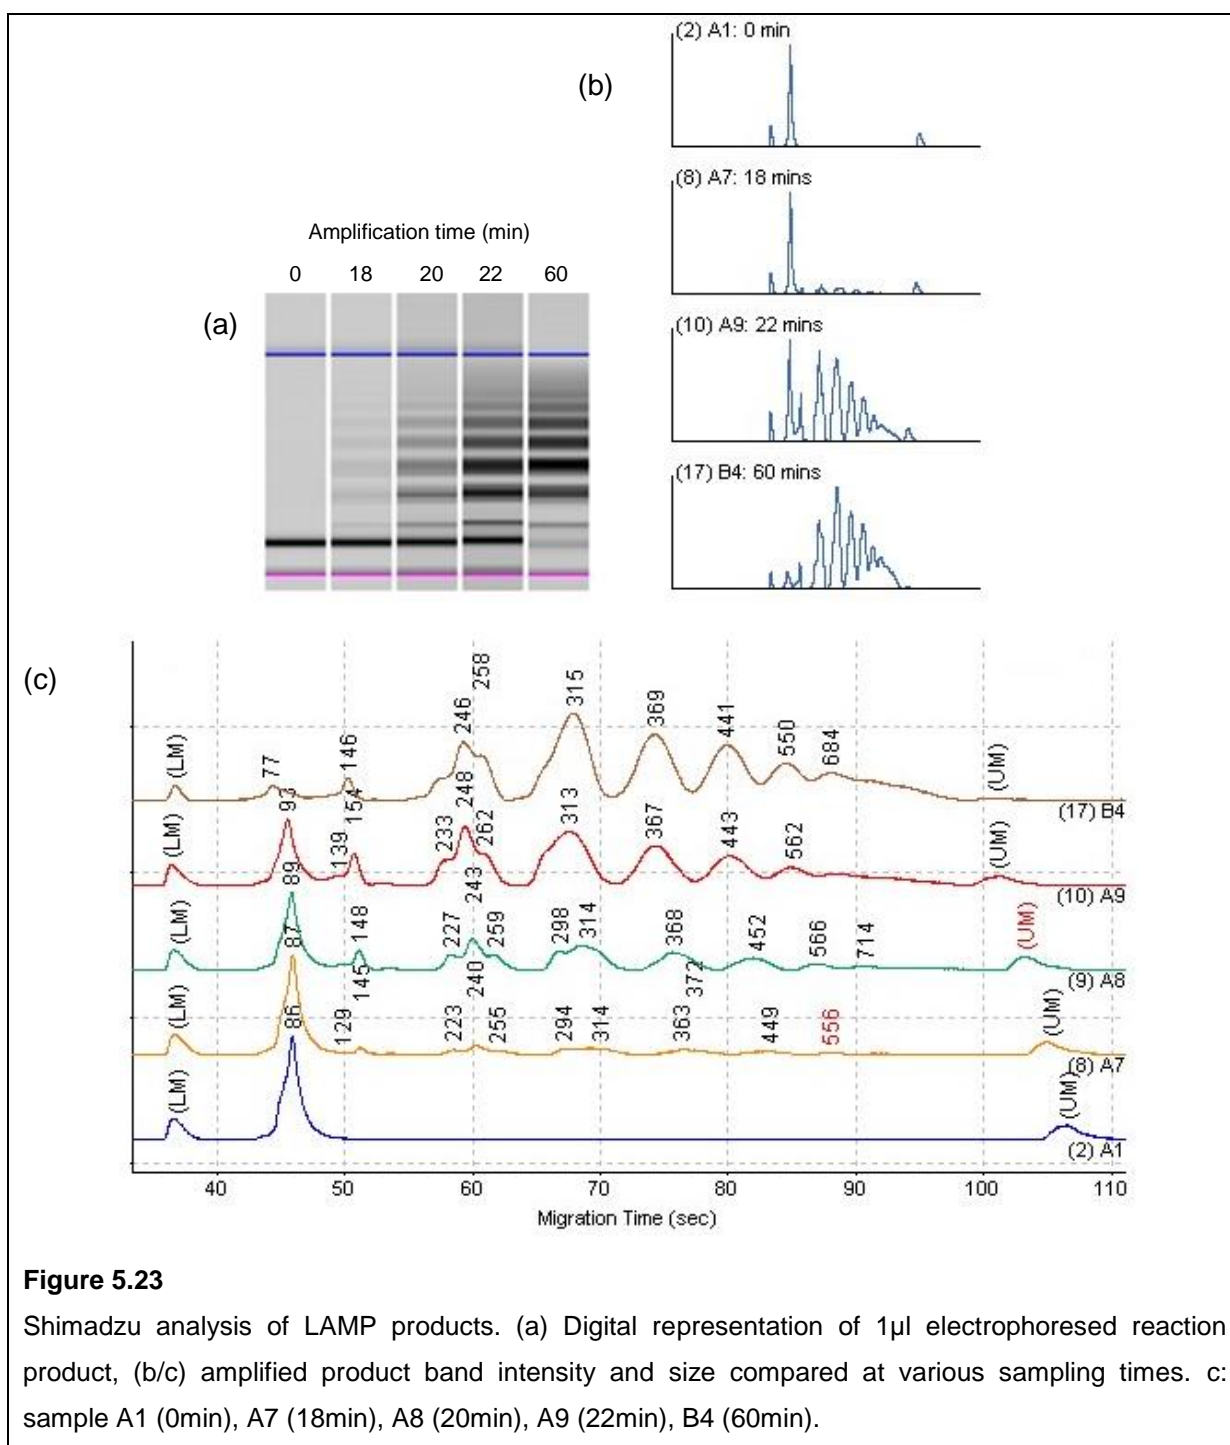 (b)
(2) A1: 0 min
(8) A7: 18 mins
(10) A9: 22 mins
(17) B4: 60 mins
Amplification time (min)
0 18 20 22 60
(a)
(c)
(LM) 77 146 246 258 315 369 441 550 684 (UM)
(17) B4
(LM) 93 139 154 233 248 262 313 367 443 562 (UM)
(10) A9
(LM) 89 148 227 243 259 298 314 368 452 566 714 (UM)
(9) A8
(LM) 87 129 145 223 240 255 294 314 363 372 449 556 (UM)
(8) A7
(LM) 86 (UM)
(2) A1
40 50 60 70 80 90 100 110
Migration Time (sec)
Figure 5.23
Shimadzu analysis of LAMP products. (a) Digital representation of 1µl electrophoresed reaction
product, (b/c) amplified product band intensity and size compared at various sampling times. c:
sample A1 (0min), A7 (18min), A8 (20min), A9 (22min), B4 (60min).